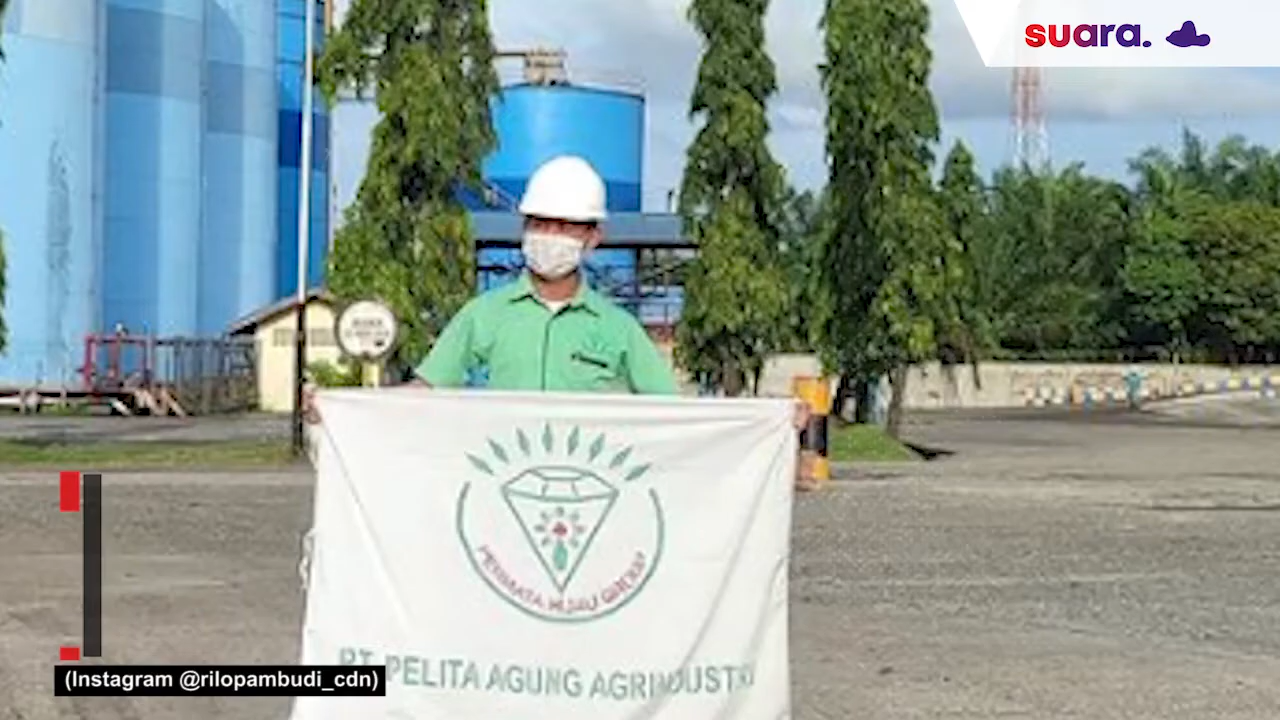 suara.
PERMATA HIJAU GROUP
PT. PELITA AGUNG AGRINDUSTRI
(Instagram @rilopambudi_cdn)